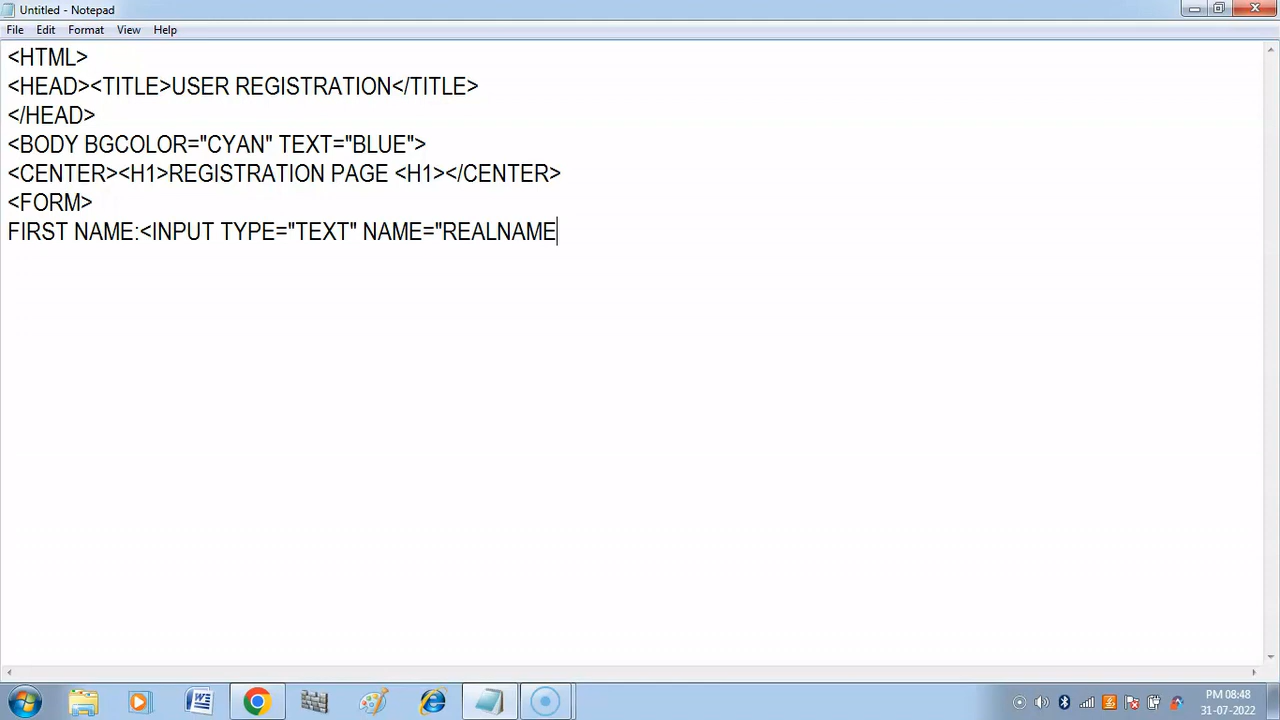 Untitled - Notepad
File Edit Format View Help
<HTML>
<HEAD><TITLE>USER REGISTRATION</TITLE>
</HEAD>
<BODY BGCOLOR="CYAN" TEXT="BLUE">
<CENTER><H1>REGISTRATION PAGE <H1></CENTER>
<FORM>
FIRST NAME:<INPUT TYPE="TEXT" NAME="REALNAME
PM 08:48
31-07-2022